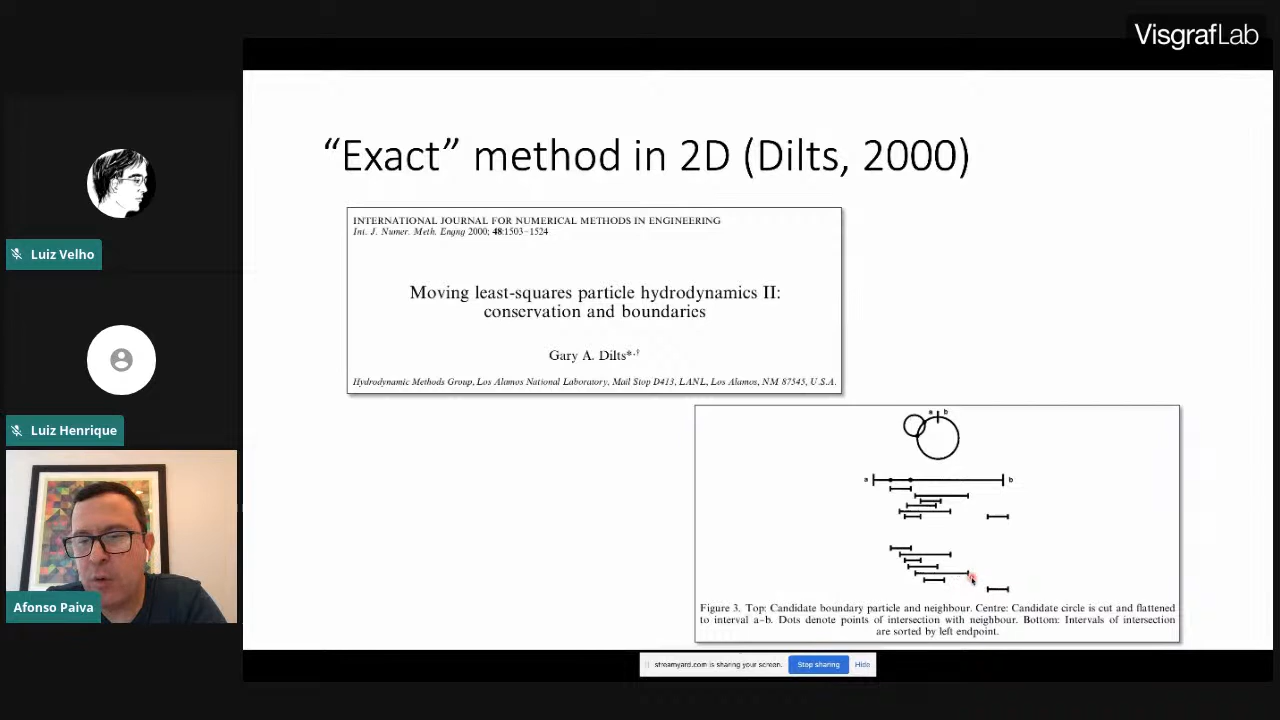 VisgrafLab
Luiz Velho
Luiz Henrique
Afonso Paiva
“Exact” method in 2D (Dilts, 2000)
INTERNATIONAL JOURNAL FOR NUMERICAL METHODS IN ENGINEERING
Int. J. Numer. Meth. Engng 2000; 48:1503–1524
Moving least-squares particle hydrodynamics II:
conservation and boundaries
Gary A. Dilts*,†
Hydrodynamic Methods Group, Los Alamos National Laboratory, Mail Stop D413, LANL, Los Alamos, NM 87545, U.S.A.
a b
a b
Figure 3. Top: Candidate boundary particle and neighbour. Centre: Candidate circle is cut and flattened
to interval a–b. Dots denote points of intersection with neighbour. Bottom: Intervals of intersection
are sorted by left endpoint.
streamyard.com is sharing your screen. Stop sharing Hide